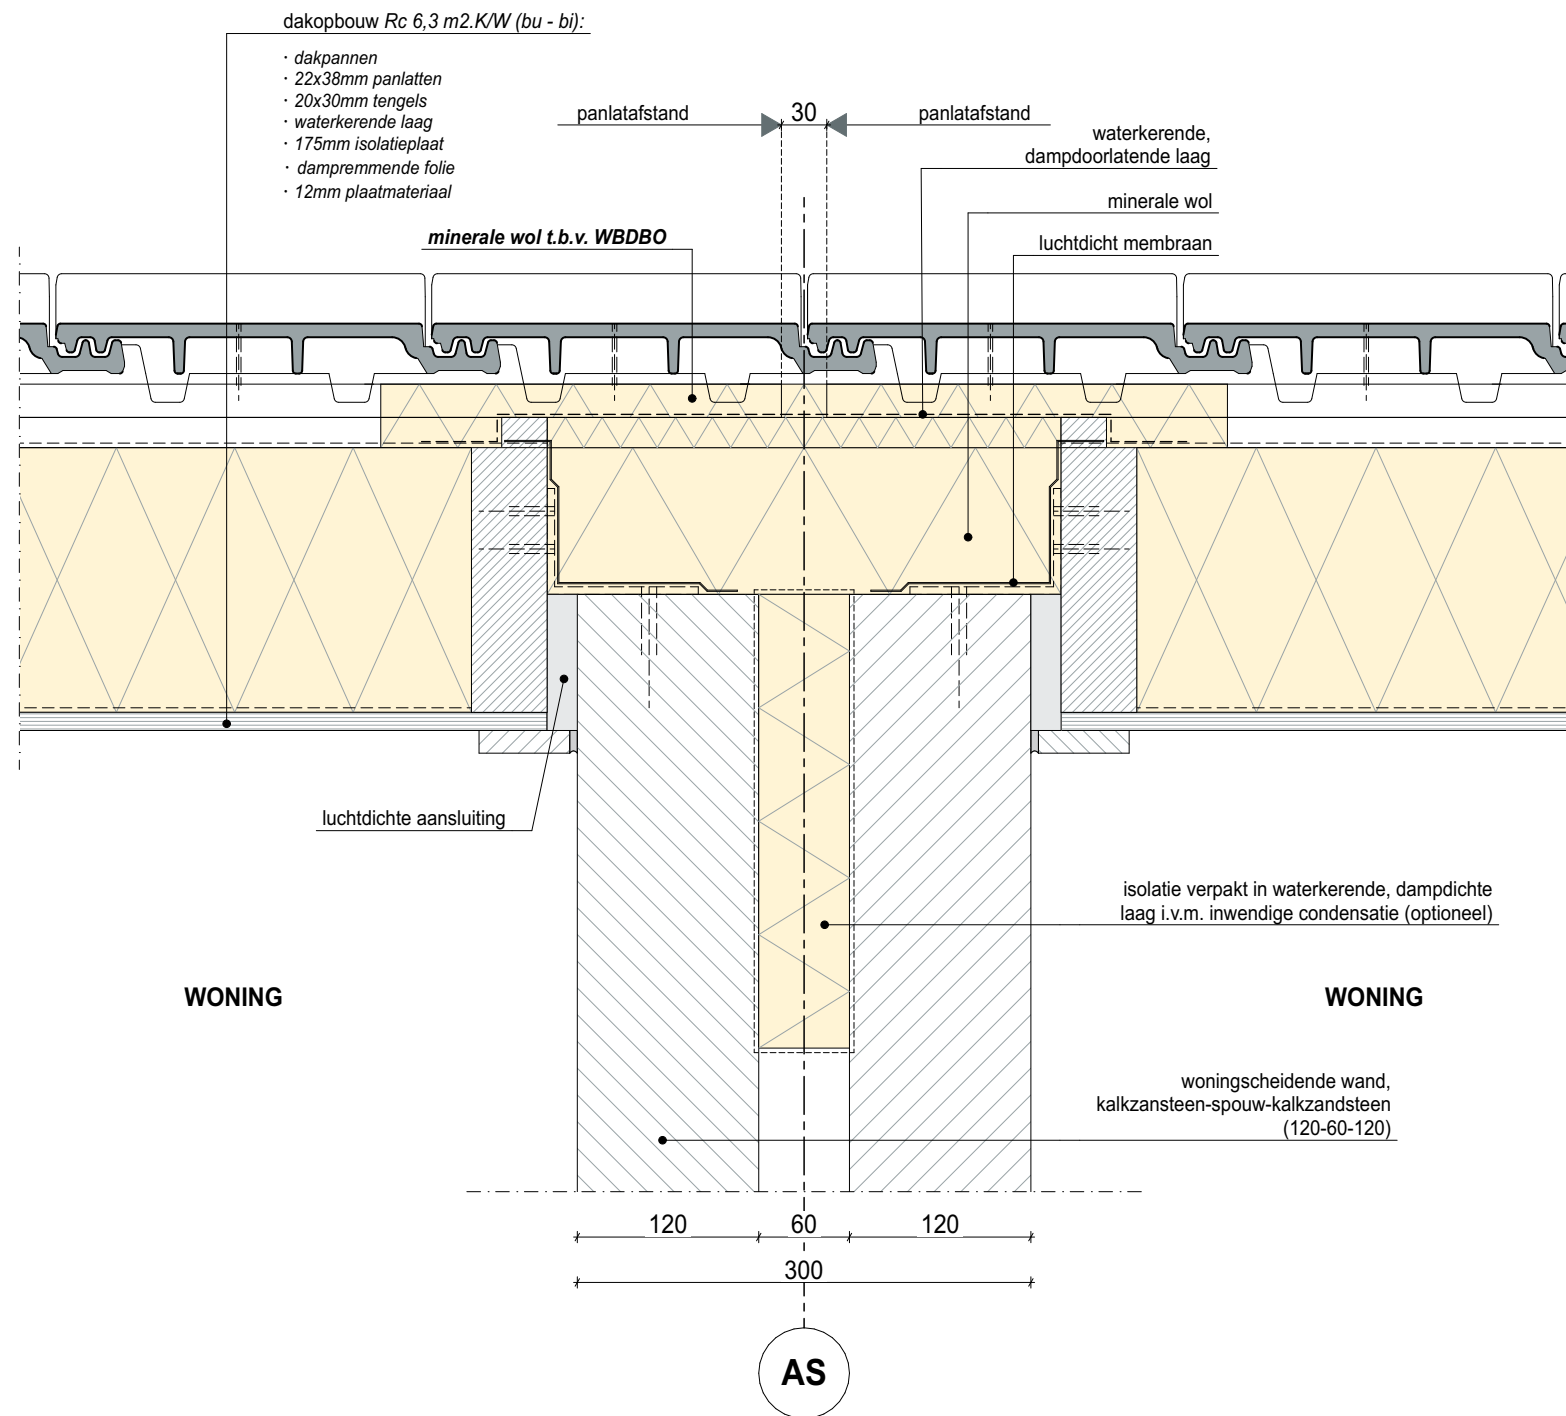 dakopbouw Rc 6,3 m2.K/W (bu - bi):
· dakpannen
· 22x38mm panlatten
· 20x30mm tengels
· waterkerende laag
· 175mm isolatieplaat
· dampremmende folie
· 12mm plaatmateriaal
panlatafstand
30
panlatafstand
waterkerende,
dampdoorlatende laag
minerale wol
luchtdicht membraan
minerale wol t.b.v. WBDBO
luchtdichte aansluiting
isolatie verpakt in waterkerende, dampdichte
laag i.v.m. inwendige condensatie (optioneel)
WONING
WONING
woningscheidende wand,
kalkzansteen-spouw-kalkzandsteen
(120-60-120)
120
60
120
300
AS